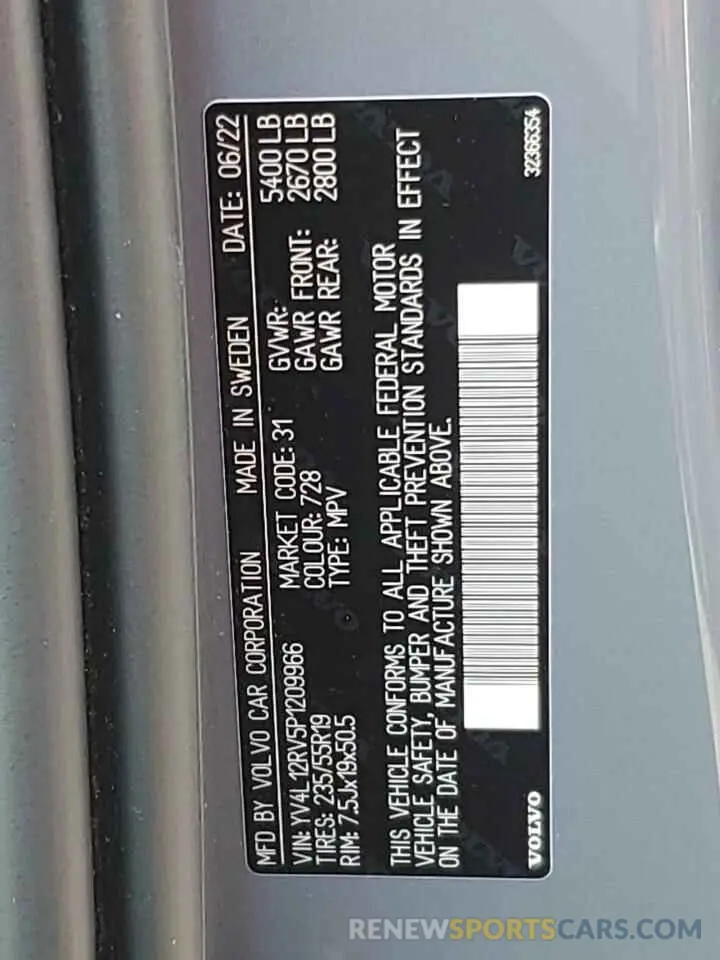 MFD BY VOLVO CAR CORPORATION MADE IN SWEDEN DATE: 06/22
VIN: YV4L12RV5P1209966 MARKET CODE: 31 GVWR: 5400 LB
TIRES: 235/55R19 COLOUR: 728 GAWR FRONT: 2670 LB
RIM: 7.5Jx19x50.5 TYPE: MPV GAWR REAR: 2800 LB
THIS VEHICLE CONFORMS TO ALL APPLICABLE FEDERAL MOTOR
VEHICLE SAFETY, BUMPER AND THEFT PREVENTION STANDARDS IN EFFECT
ON THE DATE OF MANUFACTURE SHOWN ABOVE.
VOLVO 32366354
RENEWSPORTSCARS.COM